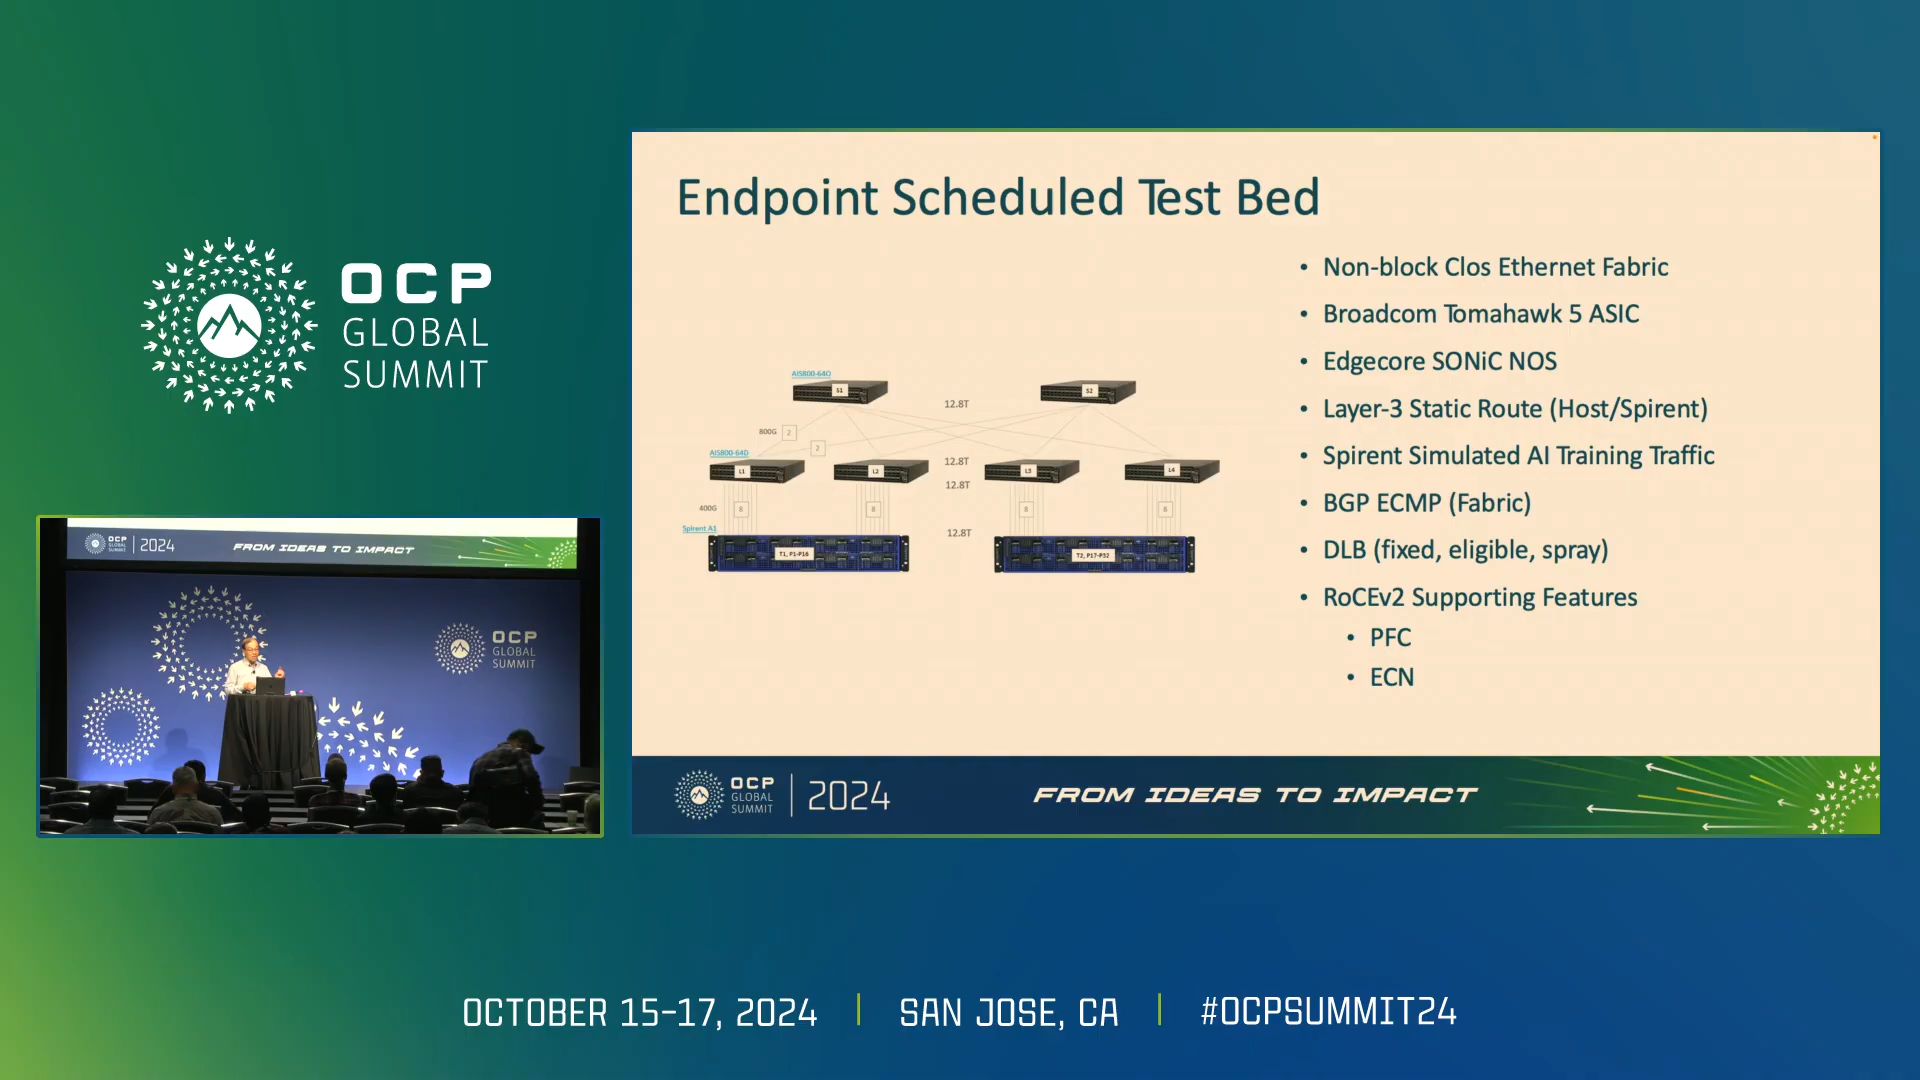 OCP
GLOBAL
SUMMIT
Endpoint Scheduled Test Bed
• Non-block Clos Ethernet Fabric
• Broadcom Tomahawk 5 ASIC
• Edgecore SONiC NOS
• Layer-3 Static Route (Host/Spirent)
• Spirent Simulated AI Training Traffic
• BGP ECMP (Fabric)
• DLB (fixed, eligible, spray)
• RoCEv2 Supporting Features
• PFC
• ECN
AIS800-64O
S1
S2
12.8T
800G
2
2
AIS800-64D
L1
L2
L3
L4
12.8T
12.8T
400G
8
8
8
8
Spirent A1
12.8T
T1, P1-P16
T2, P17-P32
OCP
GLOBAL
SUMMIT
2024
FROM IDEAS TO IMPACT
OCP
GLOBAL
SUMMIT
2024
FROM IDEAS TO IMPACT
OCP
GLOBAL
SUMMIT
OCTOBER 15-17, 2024 | SAN JOSE, CA | #OCPSUMMIT24